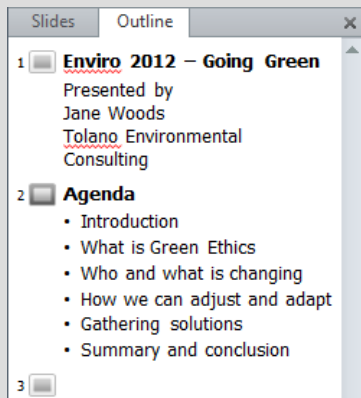 Slides Outline
1 Enviro 2012 – Going Green
Presented by
Jane Woods
Tolano Environmental
Consulting
2 Agenda
• Introduction
• What is Green Ethics
• Who and what is changing
• How we can adjust and adapt
• Gathering solutions
• Summary and conclusion
3